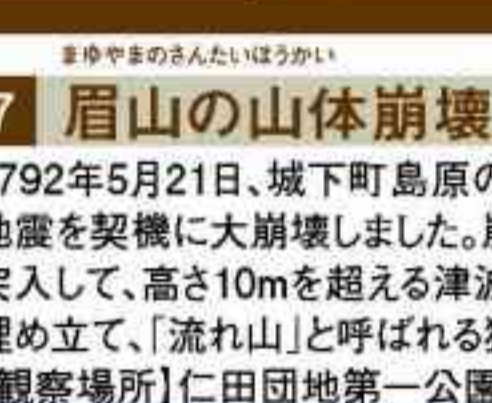 まゆやまのさんたいほうかい
7 眉山の山体崩壊
792年5月21日、城下町島原の
地震を契機に大崩壊しました。崩
突入して、高さ10mを超える津波
埋め立て、「流れ山」と呼ばれる独
観察場所】仁田団地第一公園